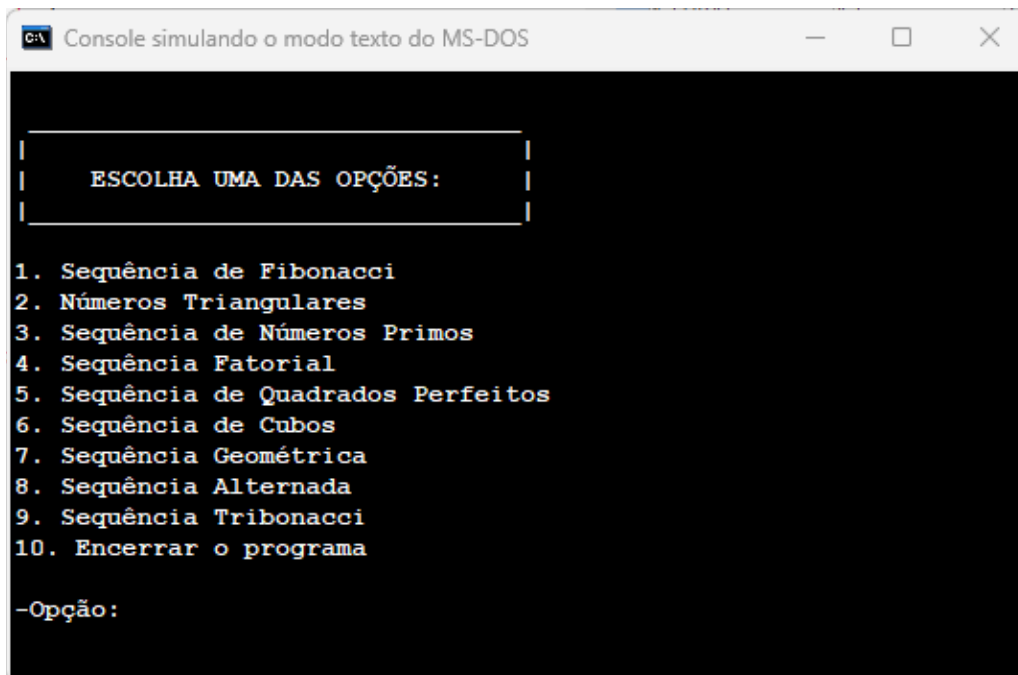 Console simulando o modo texto do MS-DOS
ESCOLHA UMA DAS OPÇÕES:
1. Sequência de Fibonacci
2. Números Triangulares
3. Sequência de Números Primos
4. Sequência Fatorial
5. Sequência de Quadrados Perfeitos
6. Sequência de Cubos
7. Sequência Geométrica
8. Sequência Alternada
9. Sequência Tribonacci
10. Encerrar o programa
-Opção: